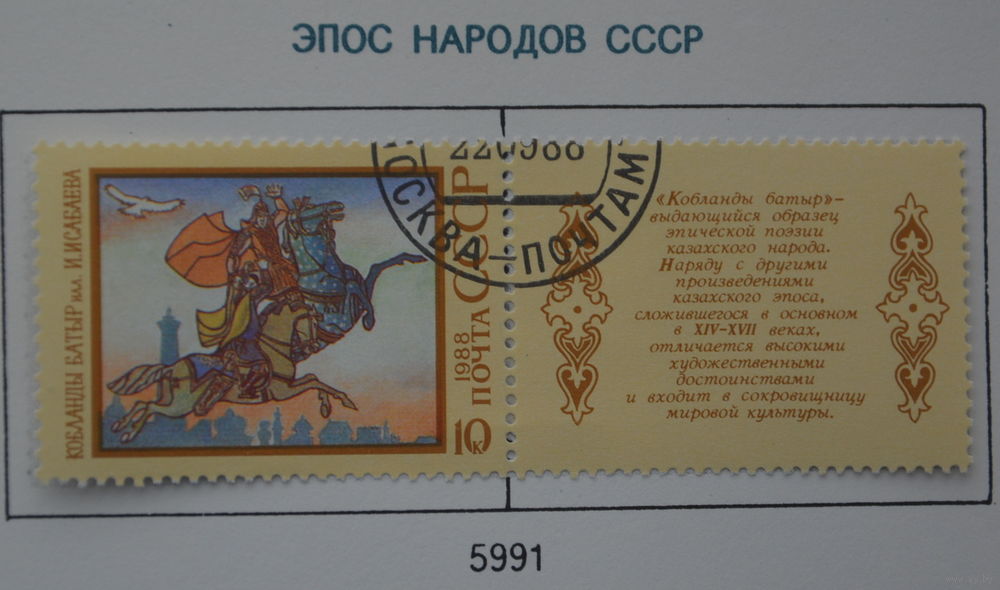 ЭПОС НАРОДОВ СССР
КОБЛАНДЫ БАТЫР ИЛЛ. И. ИСАБАЕВА
1988
ПОЧТА СССР
10 К
220988
МОСКВА-ПОЧТАМТ
«Кобланды батыр»-
выдающийся образец
эпической поэзии
казахского народа.
Наряду с другими
произведениями
казахского эпоса,
сложившегося в основном
в XIV-XVII веках,
отличается высокими
художественными
достоинствами
и входит в сокровищницу
мировой культуры.
5991